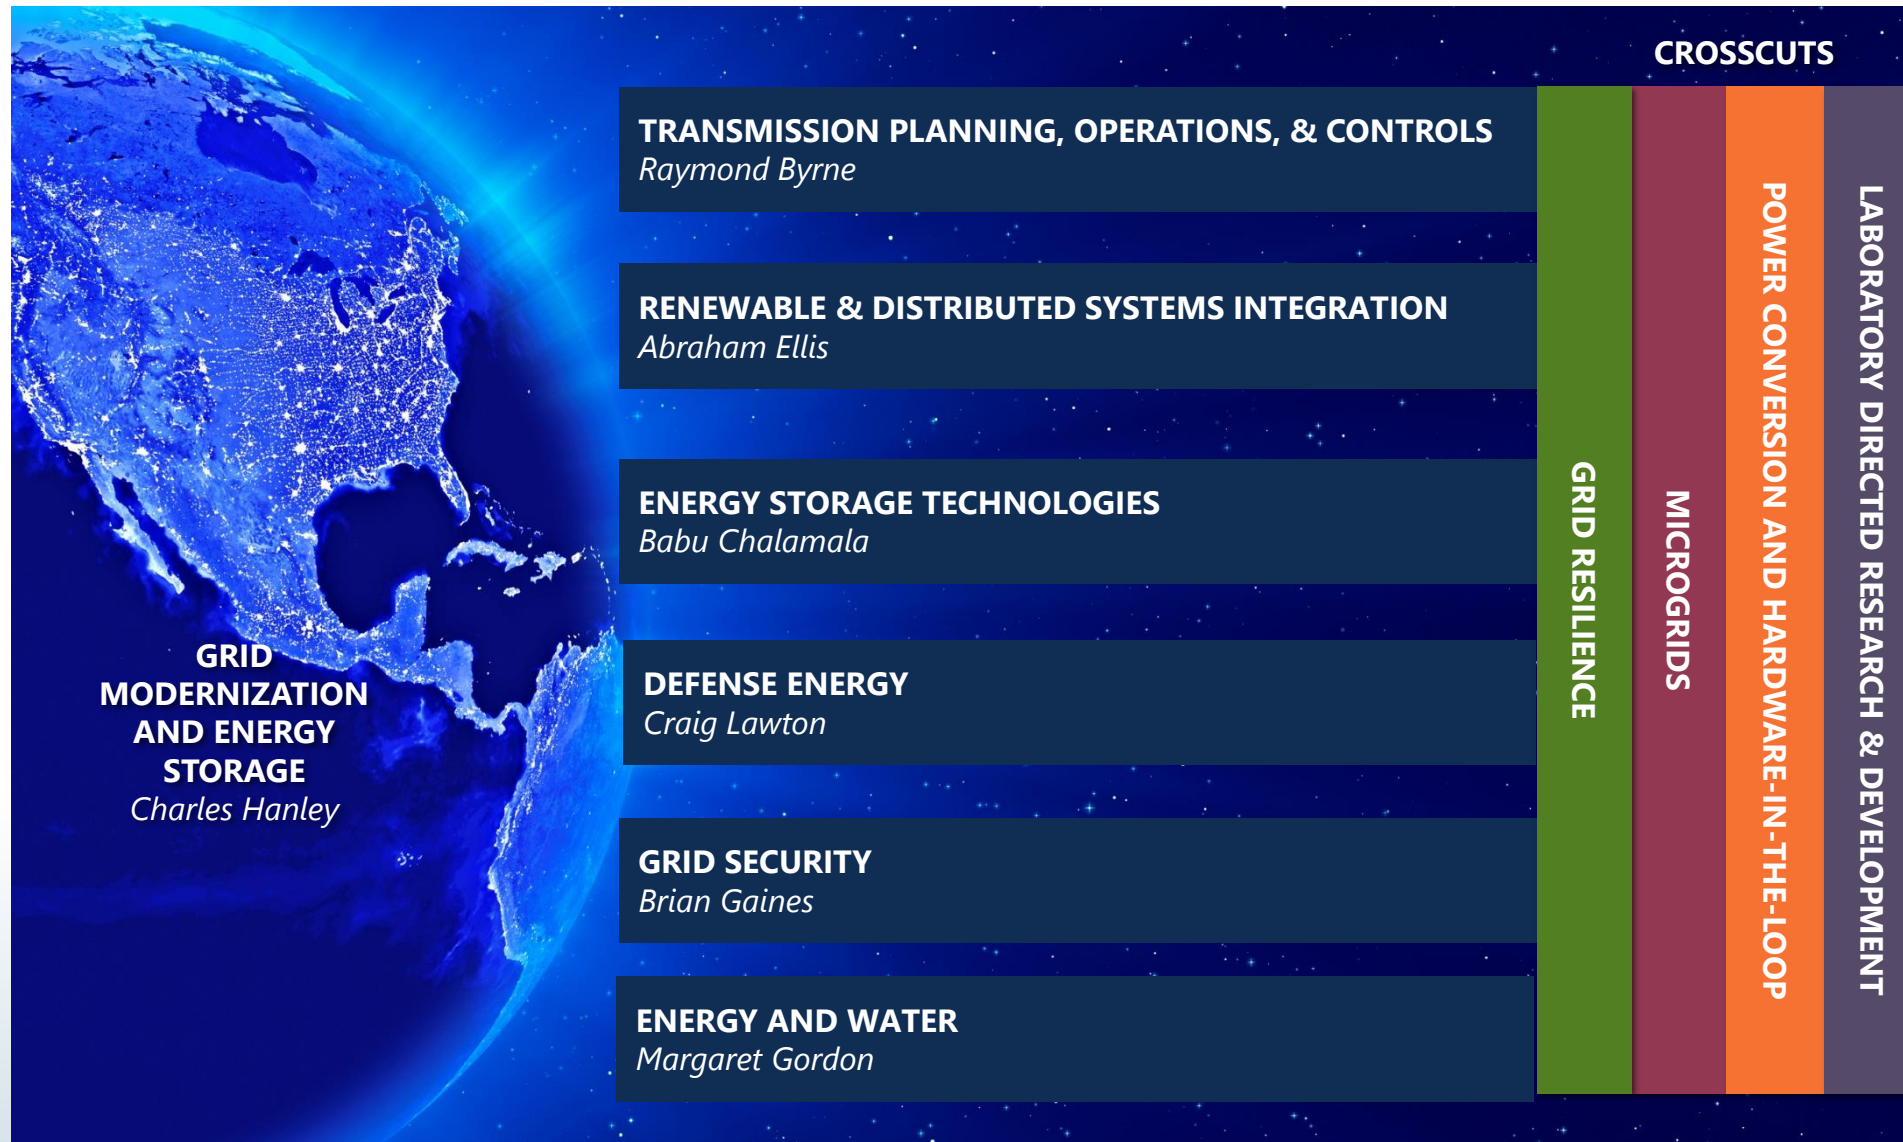 CROSSCUTS
TRANSMISSION PLANNING, OPERATIONS, & CONTROLS
Raymond Byrne
RENEWABLE & DISTRIBUTED SYSTEMS INTEGRATION
Abraham Ellis
ENERGY STORAGE TECHNOLOGIES
Babu Chalamala
DEFENSE ENERGY
Craig Lawton
GRID SECURITY
Brian Gaines
ENERGY AND WATER
Margaret Gordon
GRID
MODERNIZATION
AND ENERGY
STORAGE
Charles Hanley
GRID RESILIENCE
MICROGRIDS
POWER CONVERSION AND HARDWARE-IN-THE-LOOP
LABORATORY DIRECTED RESEARCH & DEVELOPMENT